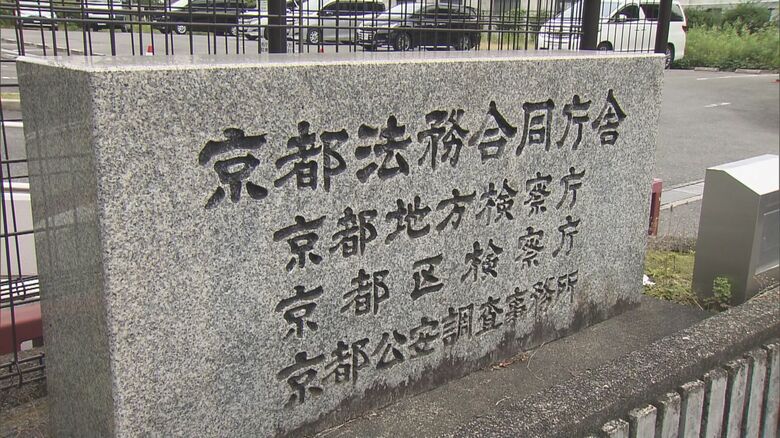 京都法務合同庁舎
京都地方検察庁
京都区検察庁
京都公安調査事務所